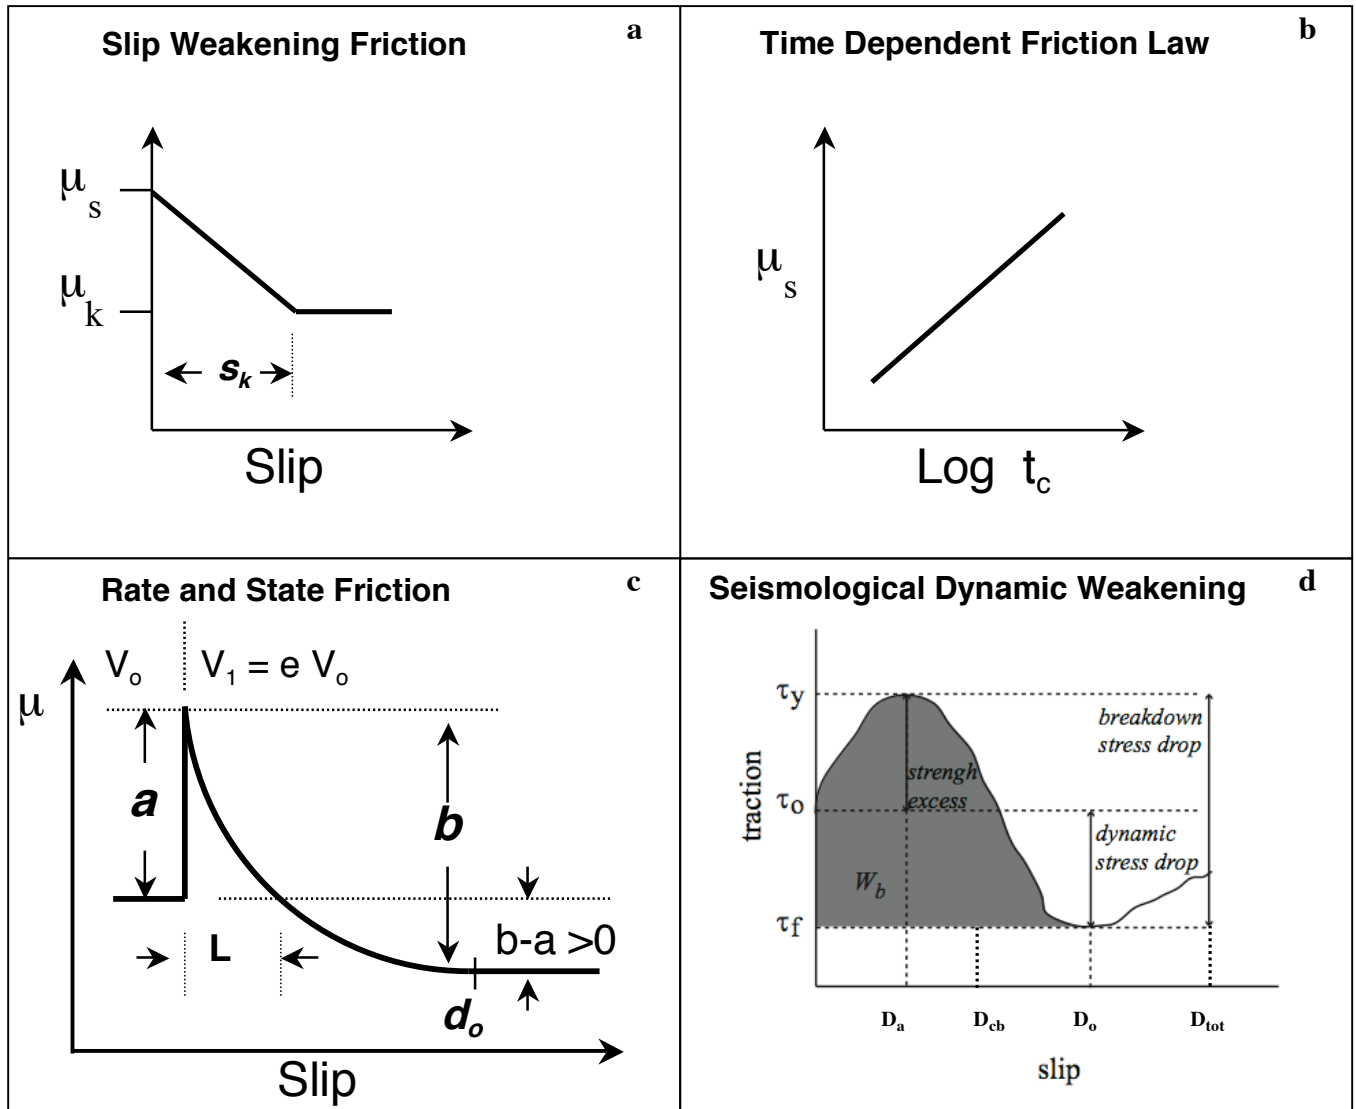 Slip Weakening Friction
a
μs
μk
sk
Slip
Time Dependent Friction Law
b
μs
Log tc
Rate and State Friction
c
Vo
V1 = e Vo
μ
a
b
L
b-a >0
do
Slip
Seismological Dynamic Weakening
d
τy
breakdown
stress drop
strengh
excess
traction
τo
dynamic
stress drop
Wb
τf
Da
Dcb
Do
Dtot
slip